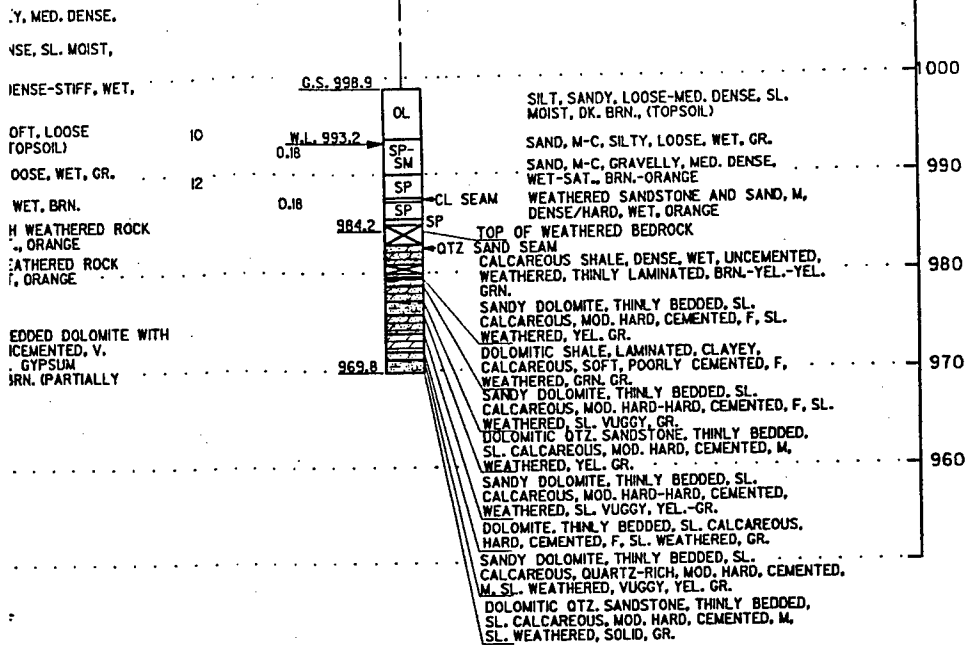 Y, MED. DENSE,
NSE, SL. MOIST,
DENSE-STIFF, WET,
OFT, LOOSE
TOPSOIL)
OOSE, WET, GR.
WET, BRN.
H WEATHERED ROCK
., ORANGE
EATHERED ROCK
, ORANGE
EDDED DOLOMITE WITH
CEMENTED, V.
. GYPSUM
BRN. (PARTIALLY
10
12
G.S. 998.9
W.L. 993.2
0.18
0.18
984.2
969.8
OL
SP-
SM
SP
SP
CL SEAM
SP
TOP OF WEATHERED BEDROCK
QTZ SAND SEAM
SILT, SANDY, LOOSE-MED. DENSE, SL.
MOIST, DK. BRN., (TOPSOIL)
SAND, M-C, SILTY, LOOSE, WET, GR.
SAND, M-C, GRAVELLY, MED. DENSE,
WET-SAT., BRN.-ORANGE
WEATHERED SANDSTONE AND SAND, M,
DENSE/HARD, WET, ORANGE
CALCAREOUS SHALE, DENSE, WET, UNCEMENTED,
WEATHERED, THINLY LAMINATED, BRN.-YEL.-YEL.
GRN.
SANDY DOLOMITE, THINLY BEDDED, SL.
CALCAREOUS, MOD. HARD, CEMENTED, F, SL.
WEATHERED, YEL. GR.
DOLOMITIC SHALE, LAMINATED, CLAYEY,
CALCAREOUS, SOFT, POORLY CEMENTED, F,
WEATHERED, GRN. GR.
SANDY DOLOMITE, THINLY BEDDED, SL.
CALCAREOUS, MOD. HARD-HARD, CEMENTED, F, SL.
WEATHERED, SL. VUGGY, GR.
DOLOMITIC QTZ. SANDSTONE, THINLY BEDDED,
SL. CALCAREOUS, MOD. HARD, CEMENTED, M,
WEATHERED, YEL. GR.
SANDY DOLOMITE, THINLY BEDDED, SL.
CALCAREOUS, MOD. HARD-HARD, CEMENTED,
WEATHERED, SL. VUGGY, YEL.-GR.
DOLOMITE, THINLY BEDDED, SL. CALCAREOUS,
HARD, CEMENTED, F, SL. WEATHERED, GR.
SANDY DOLOMITE, THINLY BEDDED, SL.
CALCAREOUS, QUARTZ-RICH, MOD. HARD, CEMENTED,
M, SL. WEATHERED, VUGGY, YEL. GR.
DOLOMITIC QTZ. SANDSTONE, THINLY BEDDED,
SL. CALCAREOUS, MOD. HARD, CEMENTED, M,
SL. WEATHERED, SOLID, GR.
1000
990
980
970
960